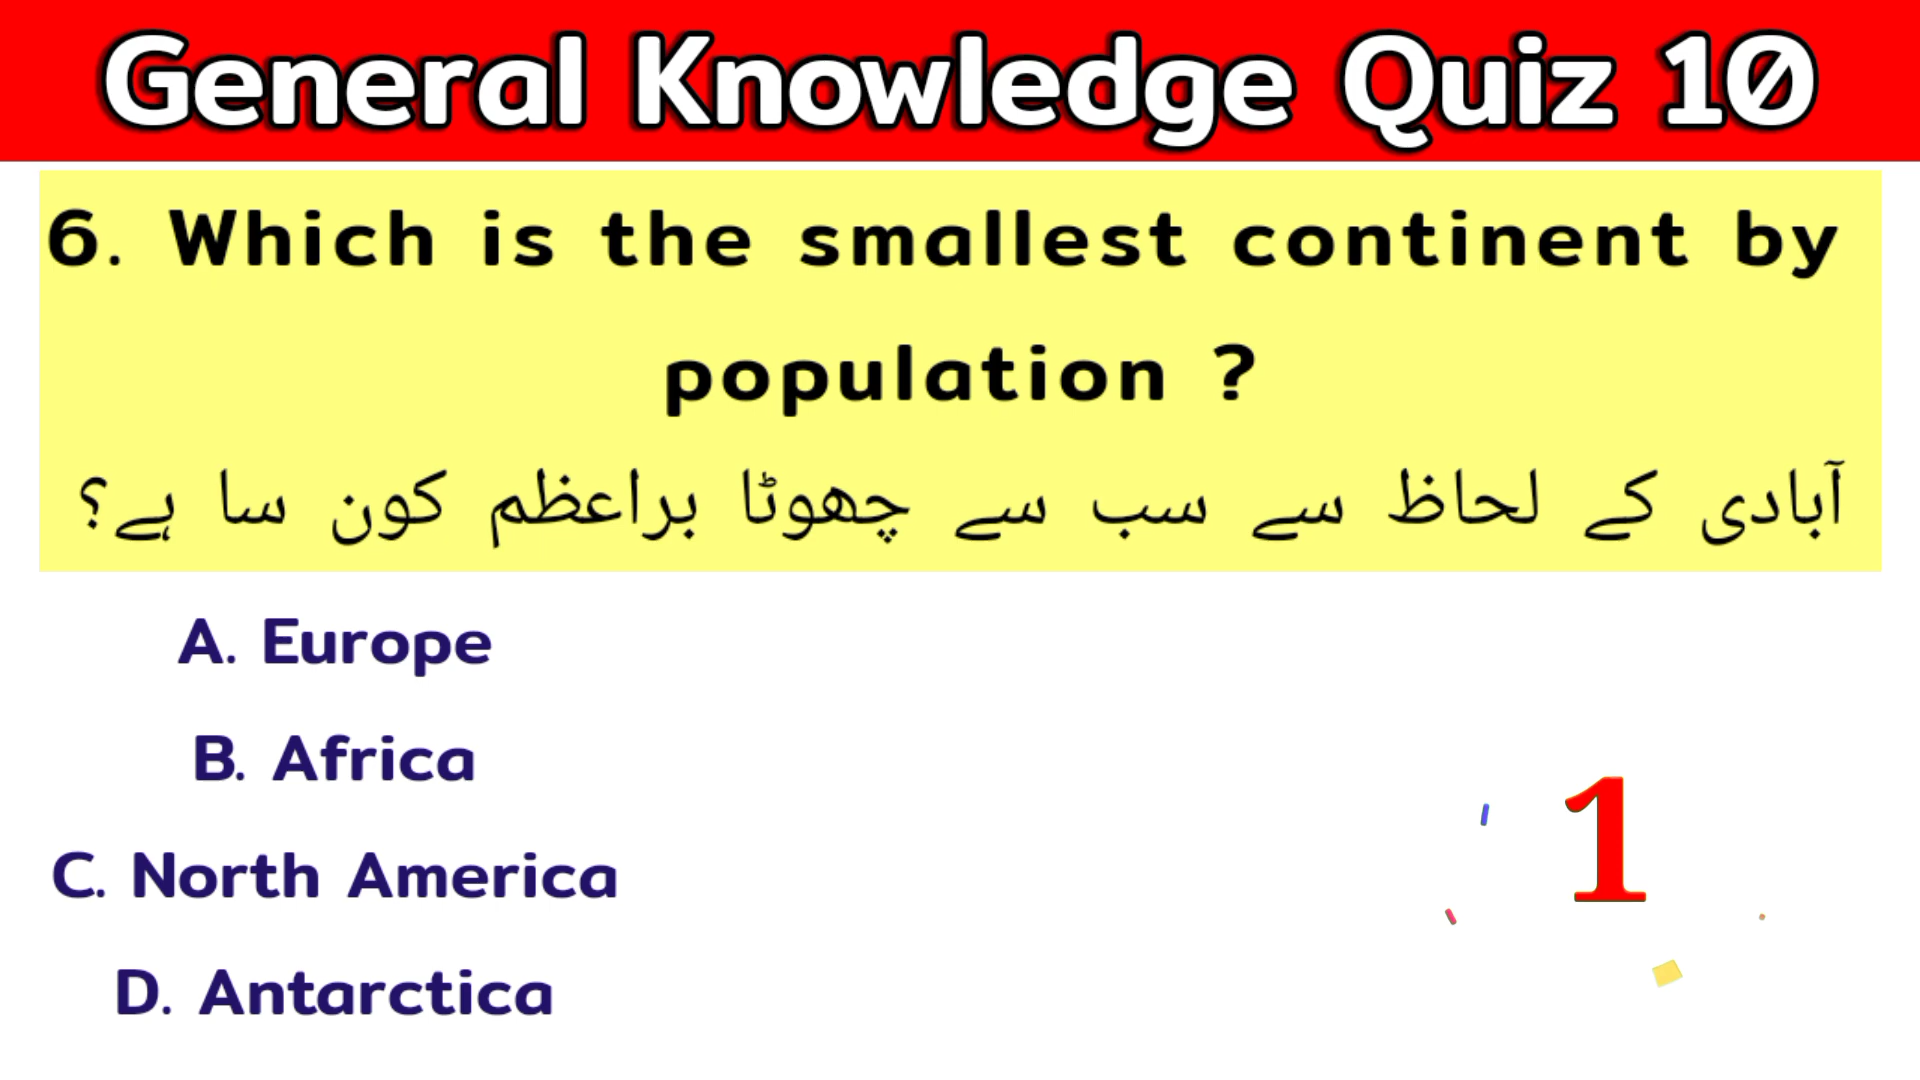 General Knowledge Quiz 10
6. Which is the smallest continent by
population ?
آبادی کے لحاظ سے سب سے چھوٹا براعظم کون سا ہے؟
A. Europe
B. Africa
C. North America
D. Antarctica
1